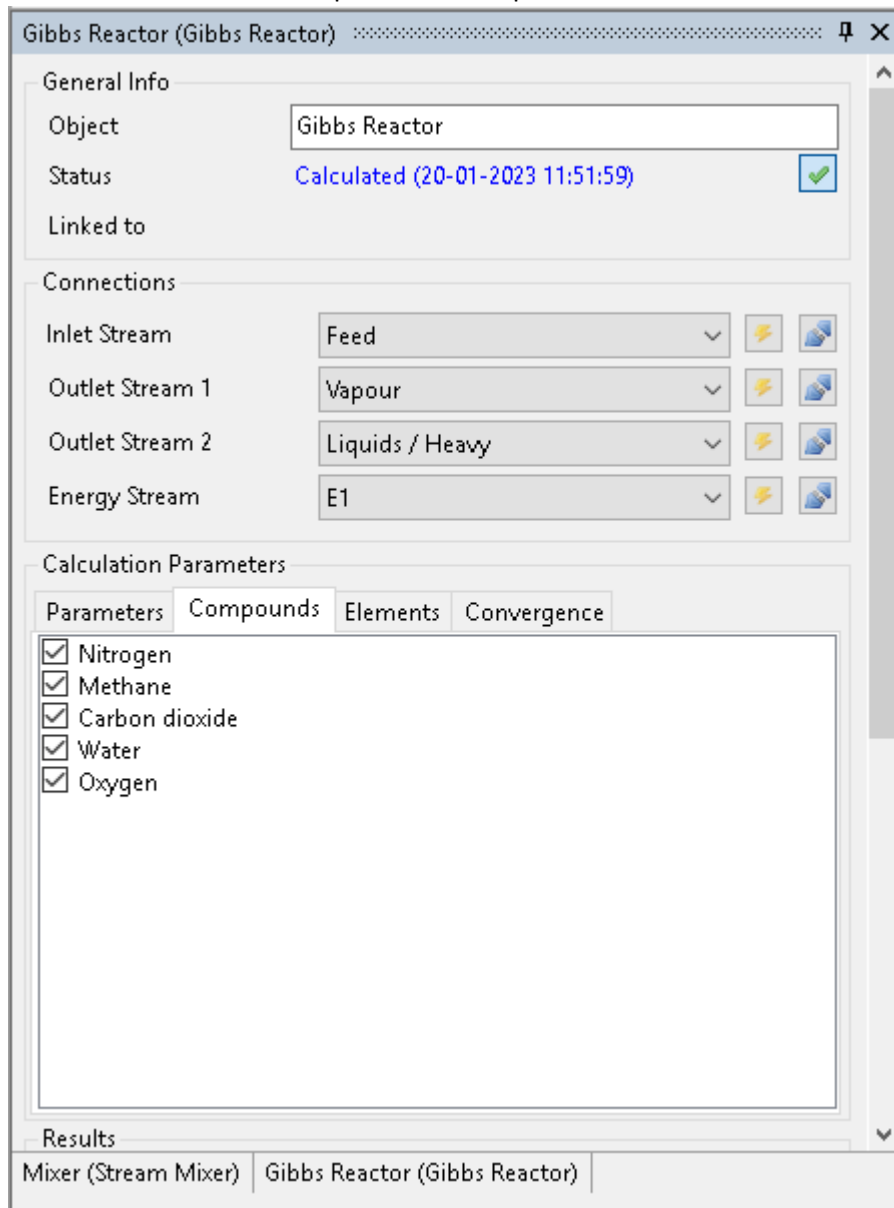 Gibbs Reactor (Gibbs Reactor)
General Info
Object Gibbs Reactor
Status Calculated (20-01-2023 11:51:59)
Linked to
Connections
Inlet Stream Feed
Outlet Stream 1 Vapour
Outlet Stream 2 Liquids / Heavy
Energy Stream E1
Calculation Parameters
Parameters Compounds Elements Convergence
Nitrogen
Methane
Carbon dioxide
Water
Oxygen
Results
Mixer (Stream Mixer) Gibbs Reactor (Gibbs Reactor)